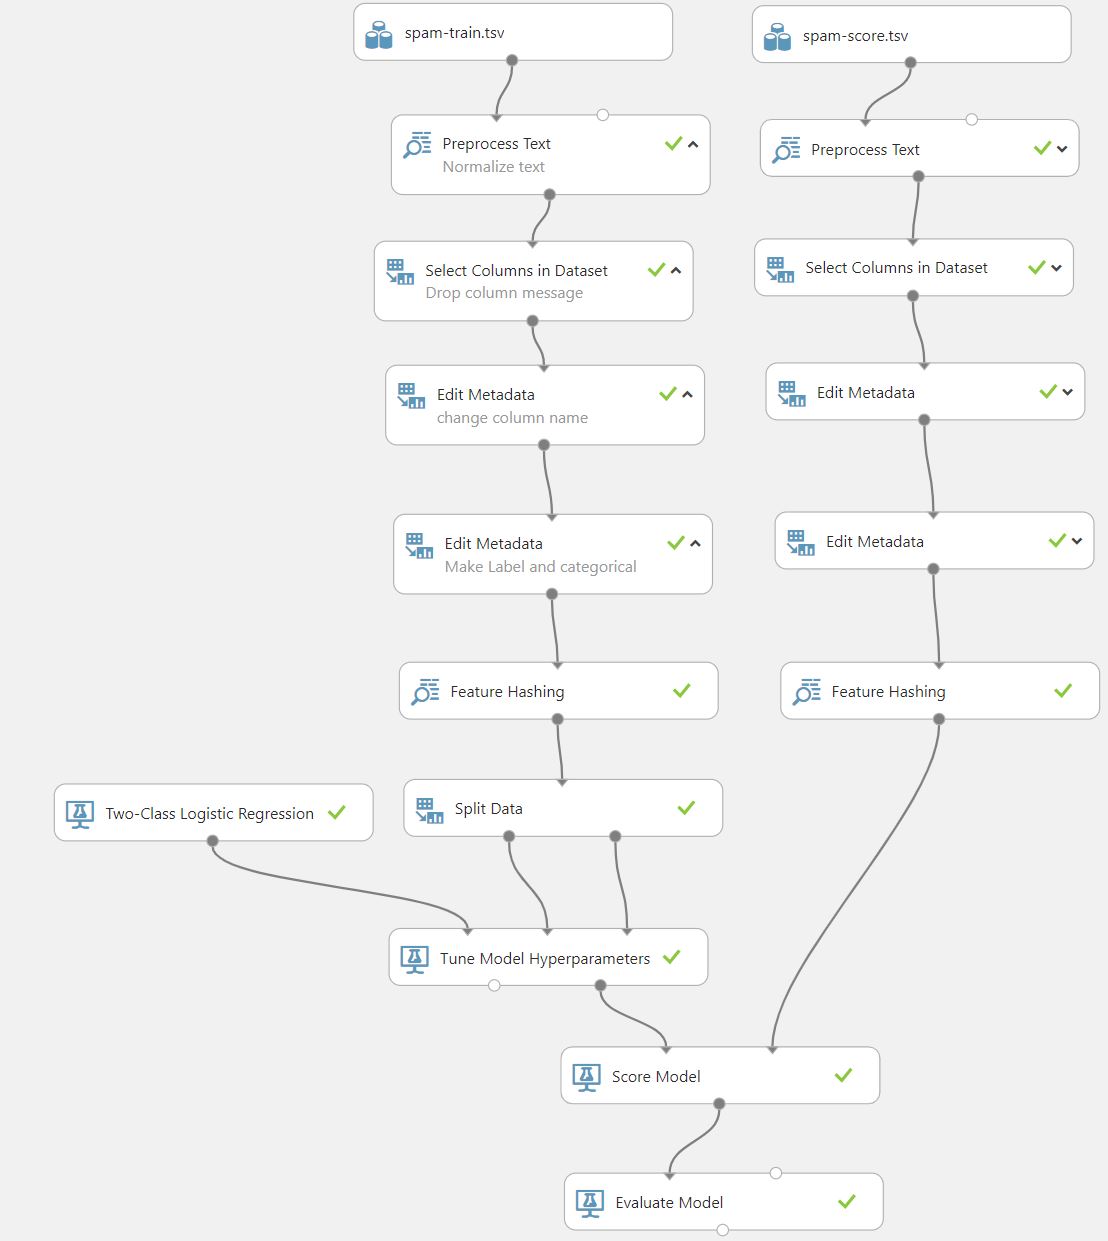 spam-train.tsv
spam-score.tsv
Preprocess Text
Normalize text
Preprocess Text
Select Columns in Dataset
Drop column message
Select Columns in Dataset
Edit Metadata
change column name
Edit Metadata
Edit Metadata
Make Label and categorical
Edit Metadata
Feature Hashing
Feature Hashing
Two-Class Logistic Regression
Split Data
Tune Model Hyperparameters
Score Model
Evaluate Model